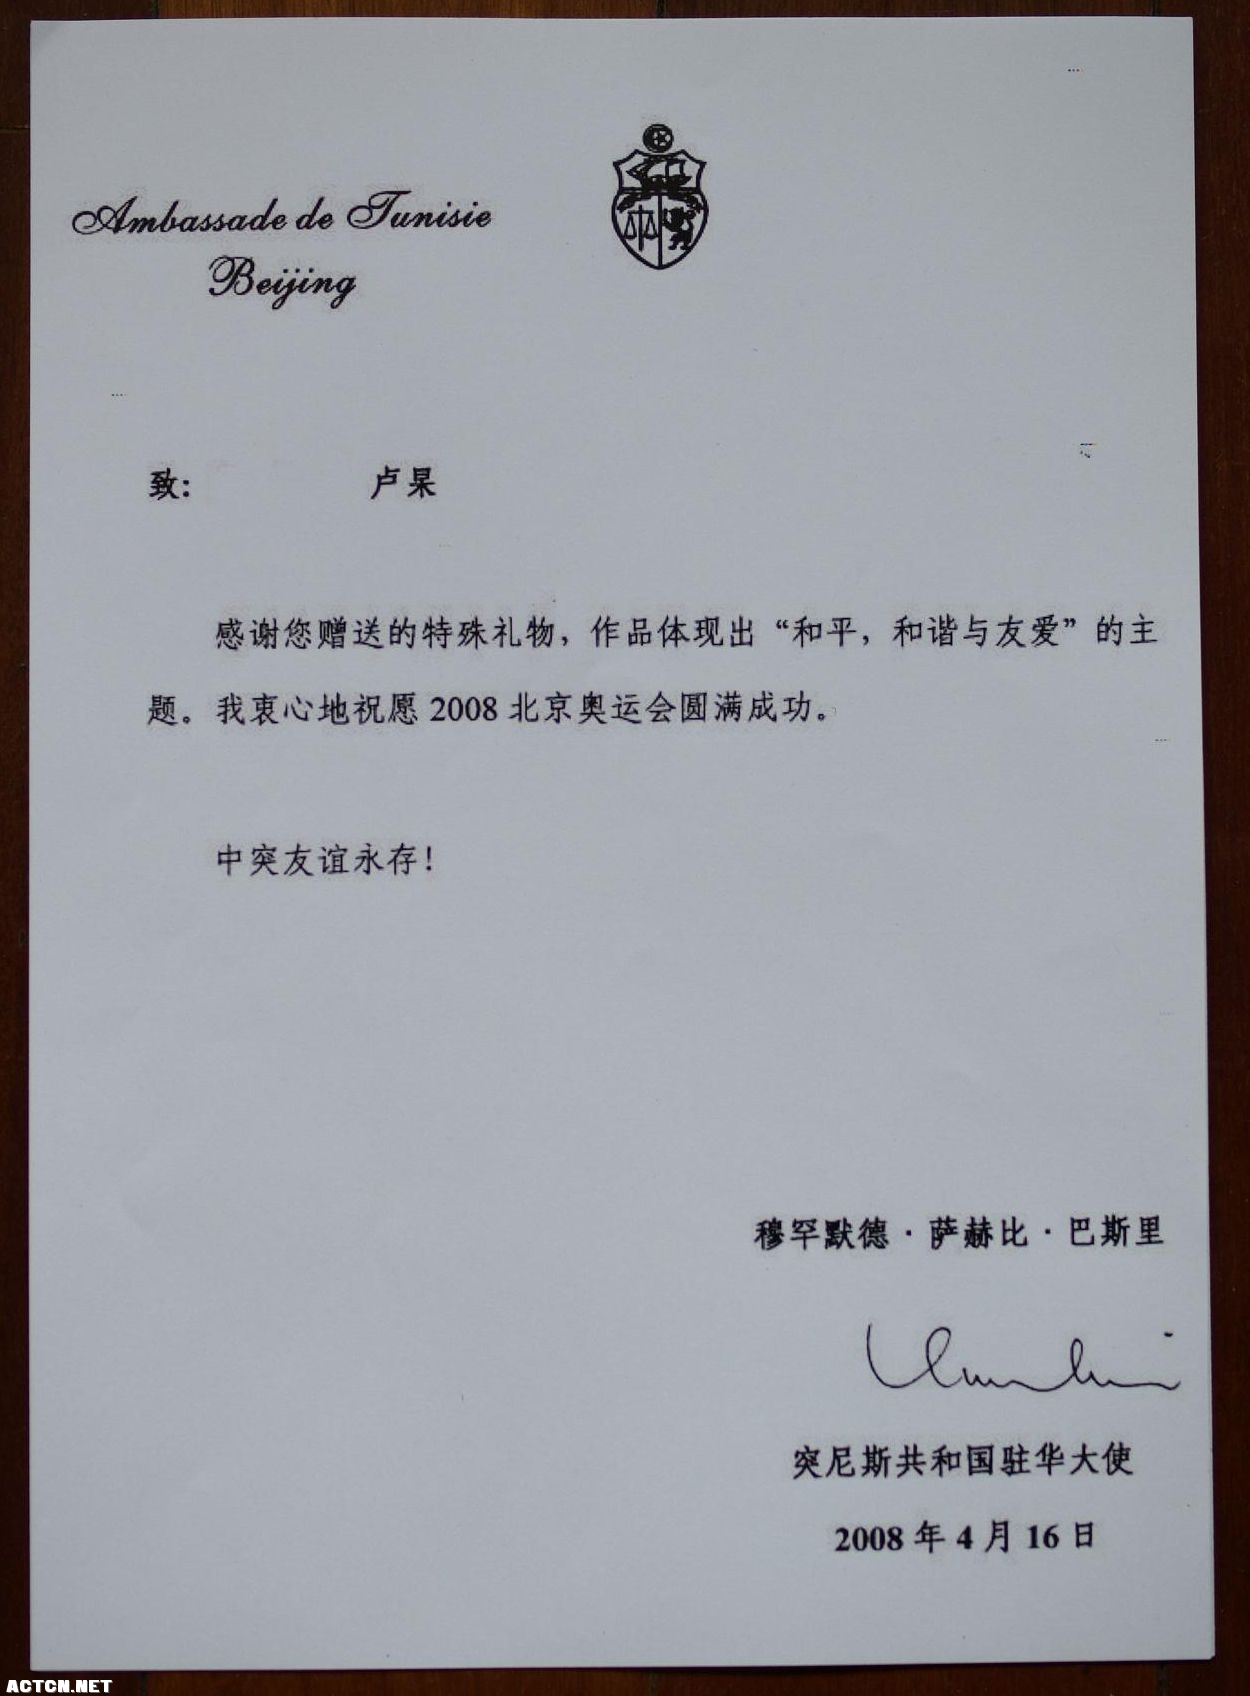 Ambassade de Tunisie
Beijing
致: 卢杲
感谢您赠送的特殊礼物，作品体现出“和平，和谐与友爱”的主
题。我衷心地祝愿 2008 北京奥运会圆满成功。
中突友谊永存！
穆罕默德·萨赫比·巴斯里
突尼斯共和国驻华大使
2008 年 4 月 16 日
ACTCN.NET